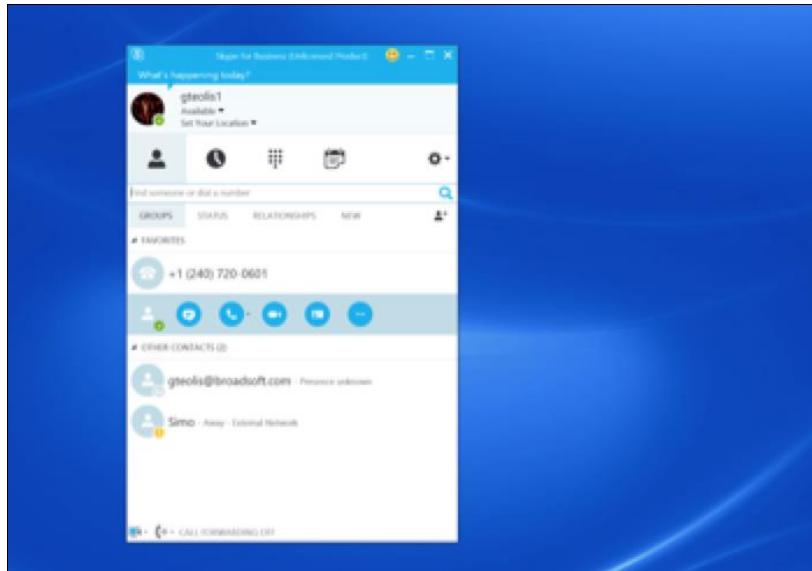 Skype for Business (Unlicensed Product)
What's happening today?
gteolis1
Available
Set Your Location
Find someone or dial a number
GROUPS STATUS RELATIONSHIPS NEW
FAVORITES
+1 (240) 720-0601
OTHER CONTACTS (2)
gteolis@broadsoft.com - Presence unknown
Simo - Away - External Network
CALL FORWARDING OFF